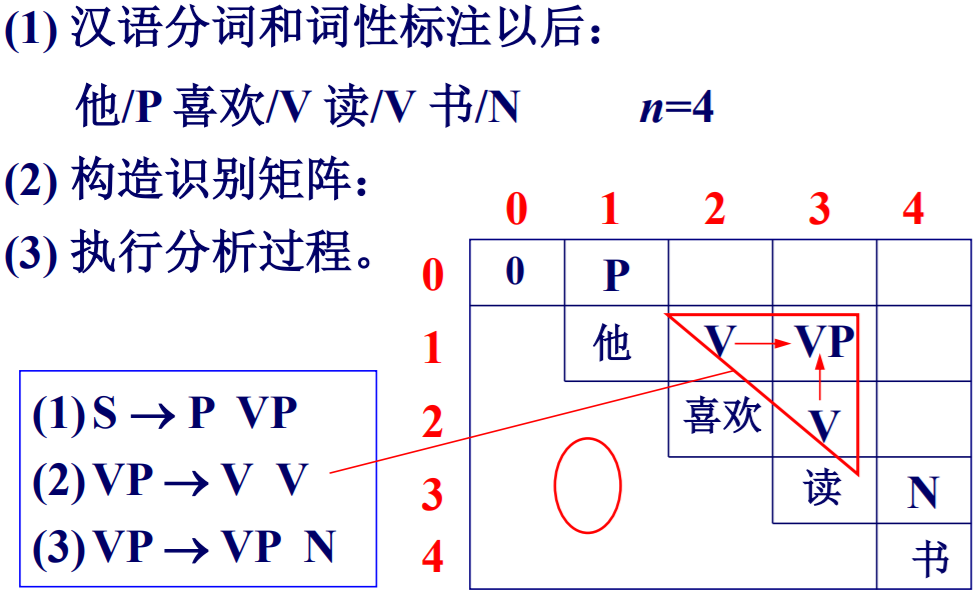 (1) 汉语分词和词性标注以后：
他/P 喜欢/V 读/V 书/N n=4
(2) 构造识别矩阵：
(3) 执行分析过程。
0 1 2 3 4
0 0 P
1 他 V VP
2 喜欢 V
3 读 N
4 书
(1) S → P VP
(2) VP → V V
(3) VP → VP N